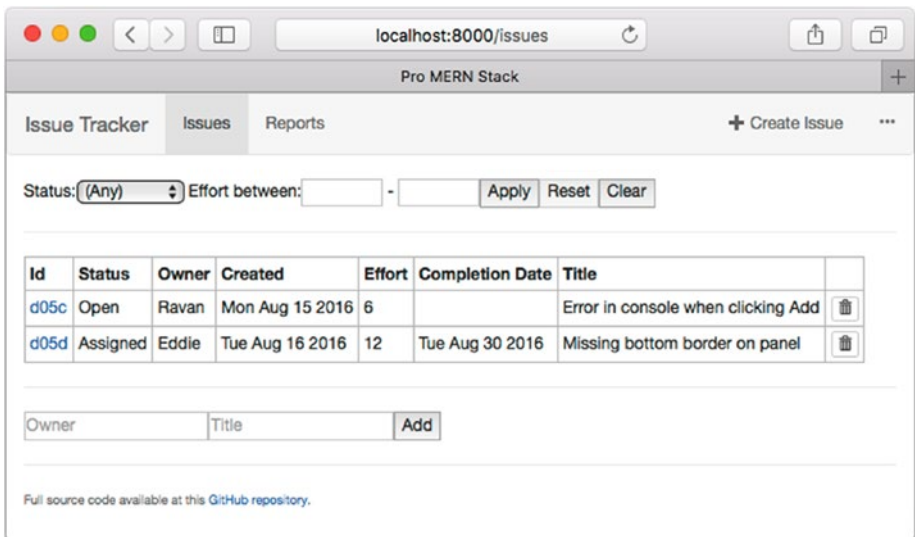 localhost:8000/issues
Pro MERN Stack
Issue Tracker Issues Reports + Create Issue ...
Status: (Any) Effort between: - Apply Reset Clear
Id Status Owner Created Effort Completion Date Title
d05c Open Ravan Mon Aug 15 2016 6 Error in console when clicking Add
d05d Assigned Eddie Tue Aug 16 2016 12 Tue Aug 30 2016 Missing bottom border on panel
Owner Title Add
Full source code available at this GitHub repository.